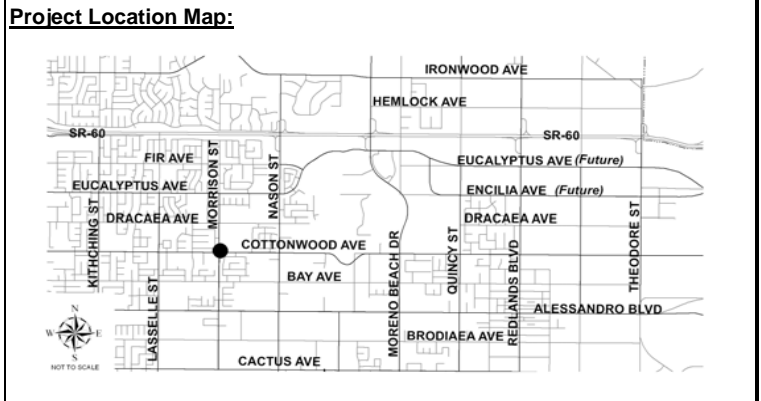 Project Location Map:
IRONWOOD AVE
HEMLOCK AVE
SR-60
SR-60
FIR AVE
EUCALYPTUS AVE (Future)
EUCALYPTUS AVE
ENCILIA AVE (Future)
KITHCHING ST
MORRISON ST
NASON ST
DRACAEA AVE
DRACAEA AVE
THEODORE ST
COTTONWOOD AVE
MORENO BEACH DR
QUINCY ST
REDLANDS BLVD
BAY AVE
LASSELLE ST
ALESSANDRO BLVD
BRODIAEA AVE
CACTUS AVE
N
W E
S
NOT TO SCALE